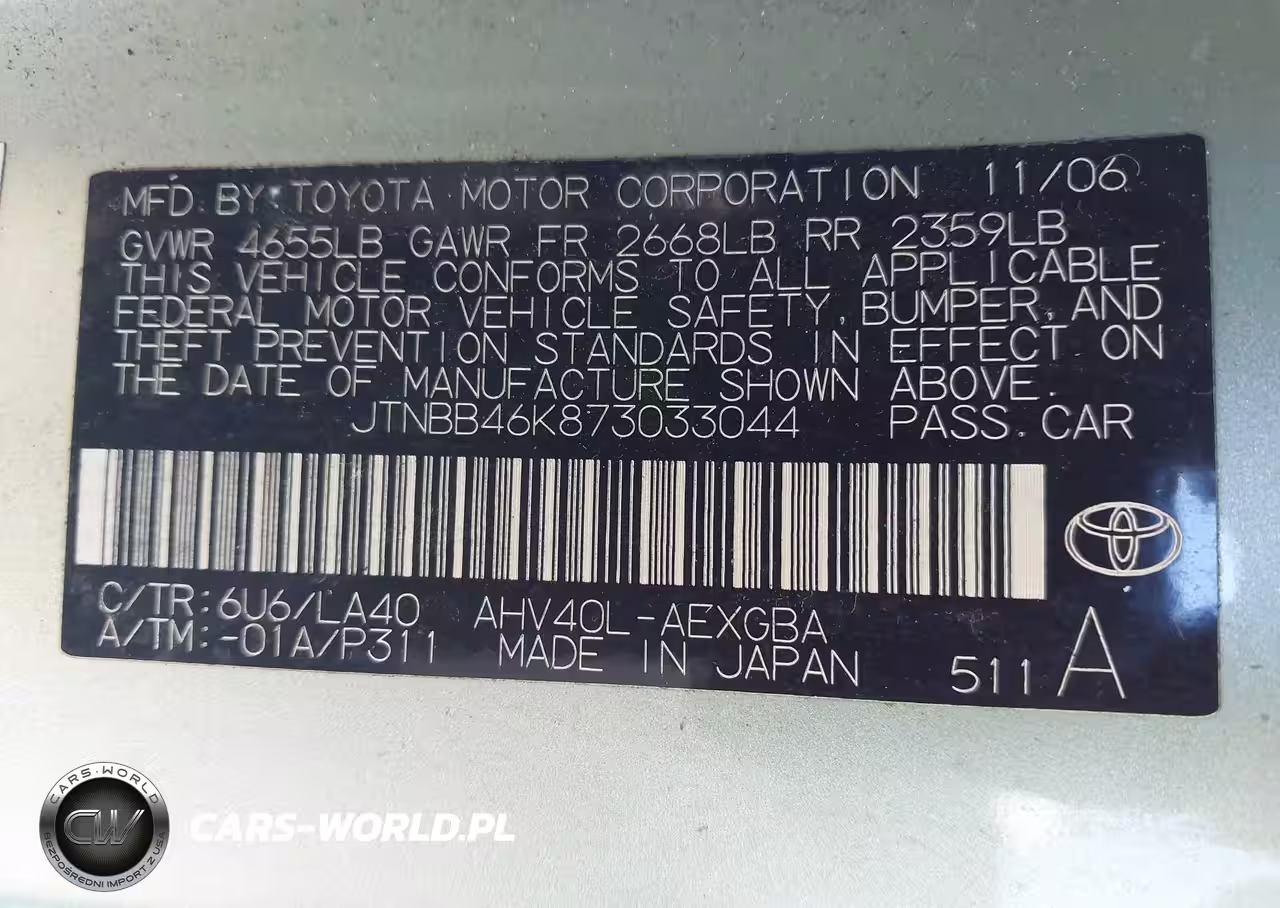 MFD. BY: TOYOTA MOTOR CORPORATION 11/06
GVWR 4655LB GAWR FR 2668LB RR 2359LB
THIS VEHICLE CONFORMS TO ALL APPLICABLE
FEDERAL MOTOR VEHICLE SAFETY, BUMPER, AND
THEFT PREVENTION STANDARDS IN EFFECT ON
THE DATE OF MANUFACTURE SHOWN ABOVE.
JTNBB46K873033044 PASS. CAR
C/TR: 6U6/LA40 AHV40L-AEXGBA
A/TM: -01A/P311 MADE IN JAPAN
511 A
CARS-WORLD
CW
BEZPOŚREDNI IMPORT Z USA
CARS-WORLD.PL